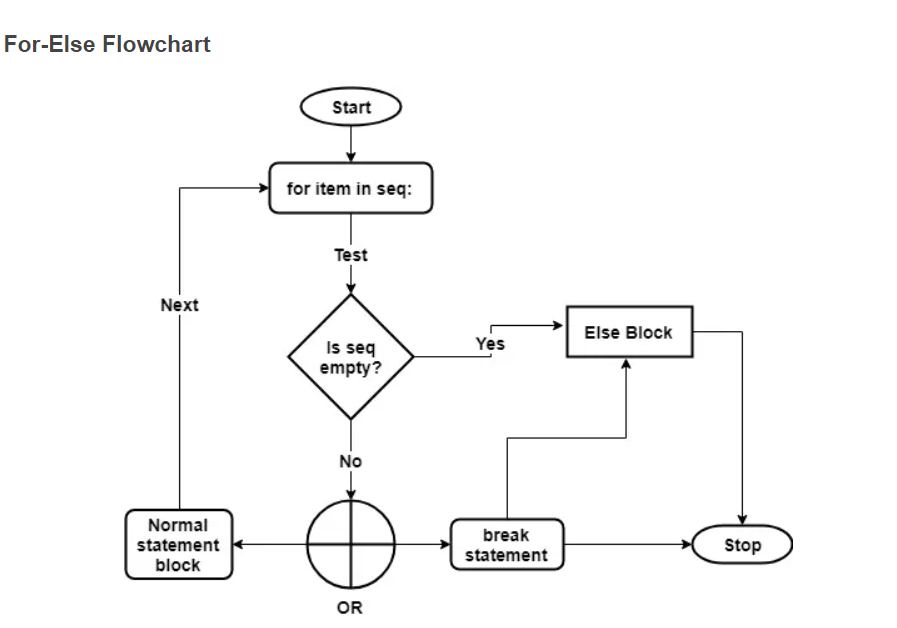 For-Else Flowchart
Start
for item in seq:
Test
Next
Is seq
empty?
Yes
Else Block
No
Normal
statement
block
break
statement
Stop
OR